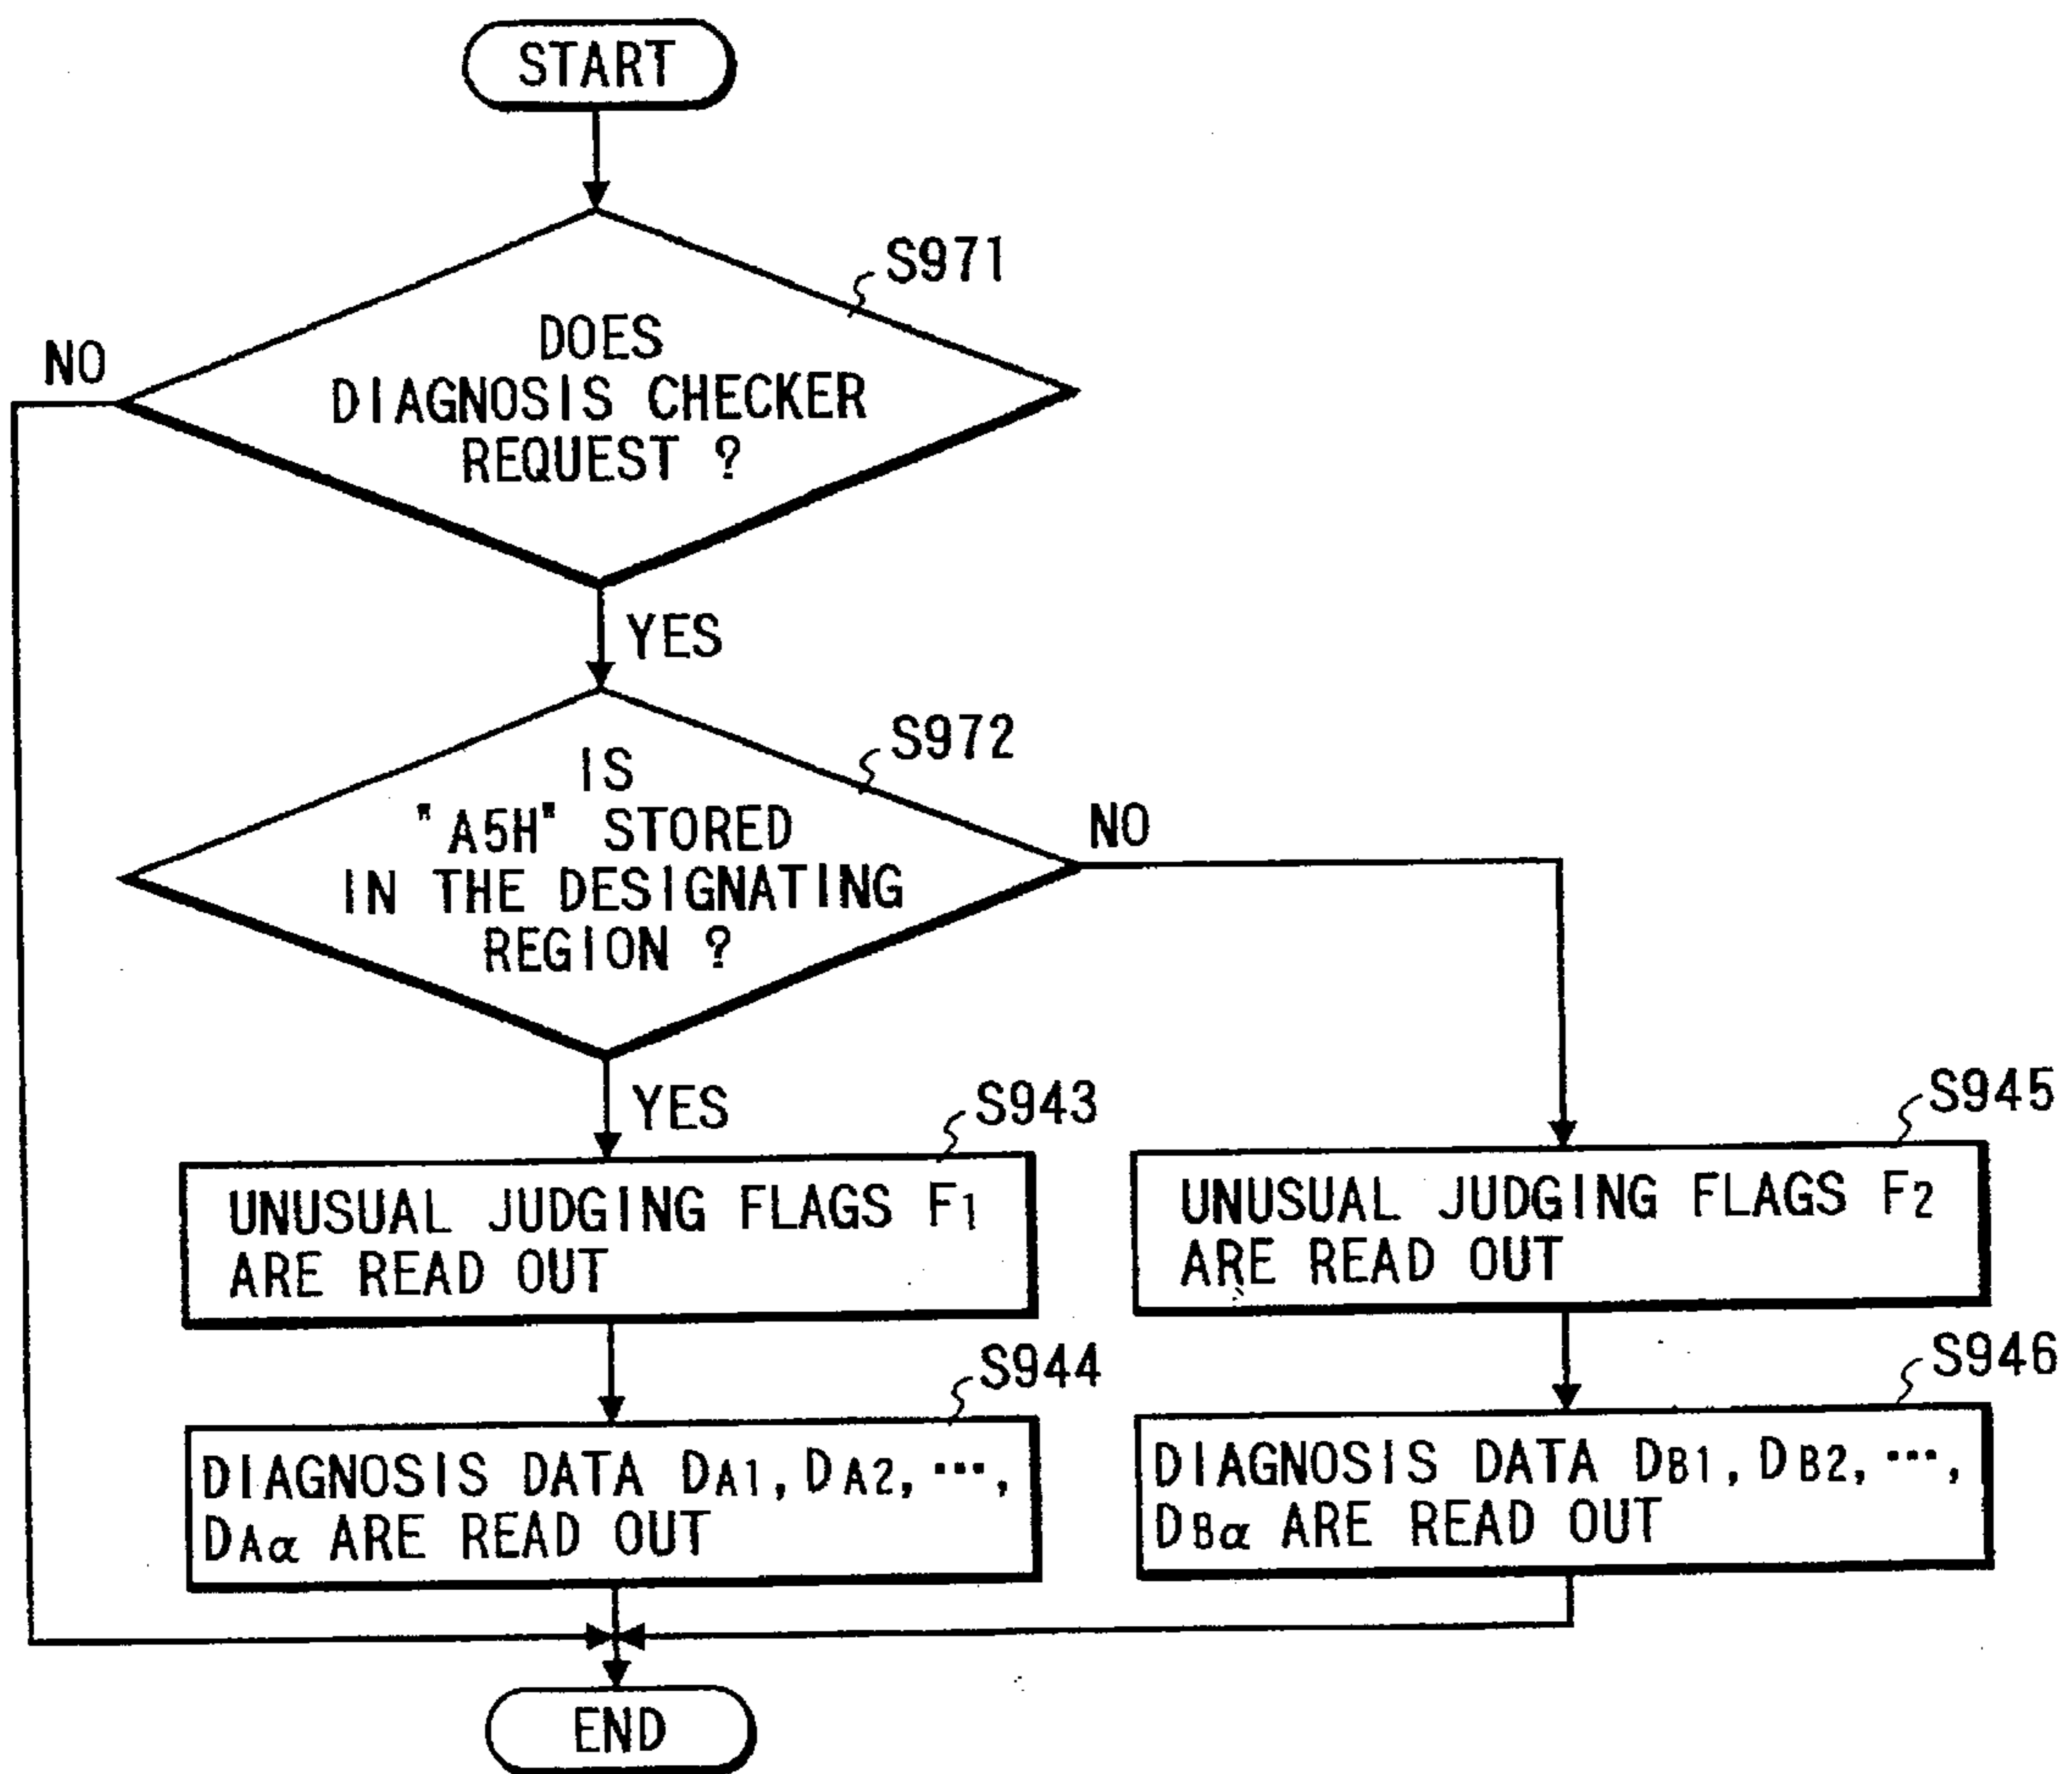 START
S971
NO
DOES
DIAGNOSIS CHECKER
REQUEST ?
YES
S972
IS
"A5H" STORED
IN THE DESIGNATING
REGION ?
NO
YES
S943
UNUSUAL JUDGING FLAGS F1
ARE READ OUT
S945
UNUSUAL JUDGING FLAGS F2
ARE READ OUT
S944
DIAGNOSIS DATA DA1, DA2, ···,
DAα ARE READ OUT
S946
DIAGNOSIS DATA DB1, DB2, ···,
DBα ARE READ OUT
END